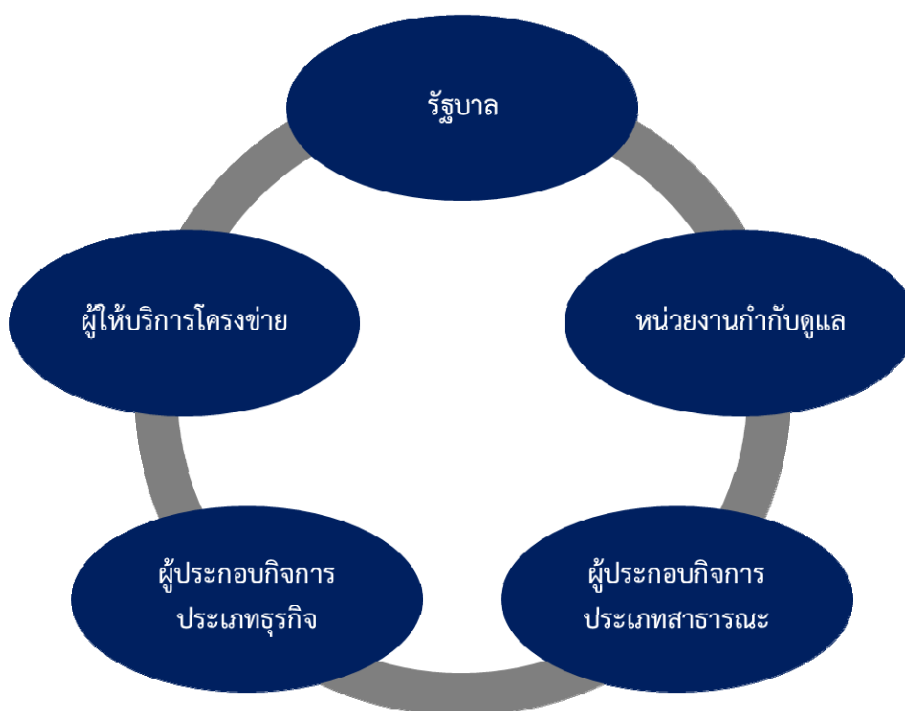 รัฐบาล
ผู้ให้บริการโครงข่าย
หน่วยงานกำกับดูแล
ผู้ประกอบกิจการ
ประเภทธุรกิจ
ผู้ประกอบกิจการ
ประเภทสาธารณะ